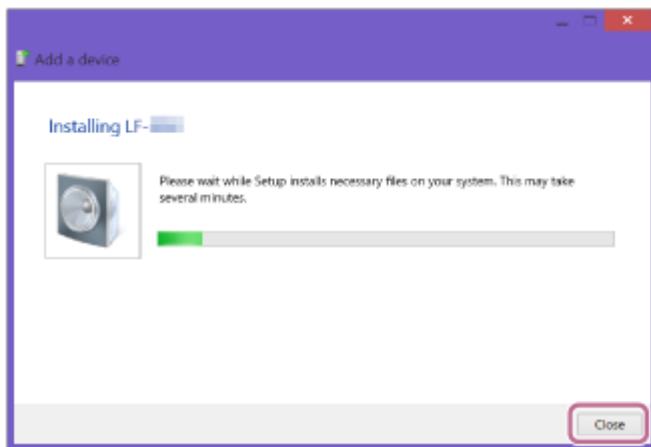 Add a device
Installing LF-
Please wait while Setup installs necessary files on your system. This may take
several minutes.
Close